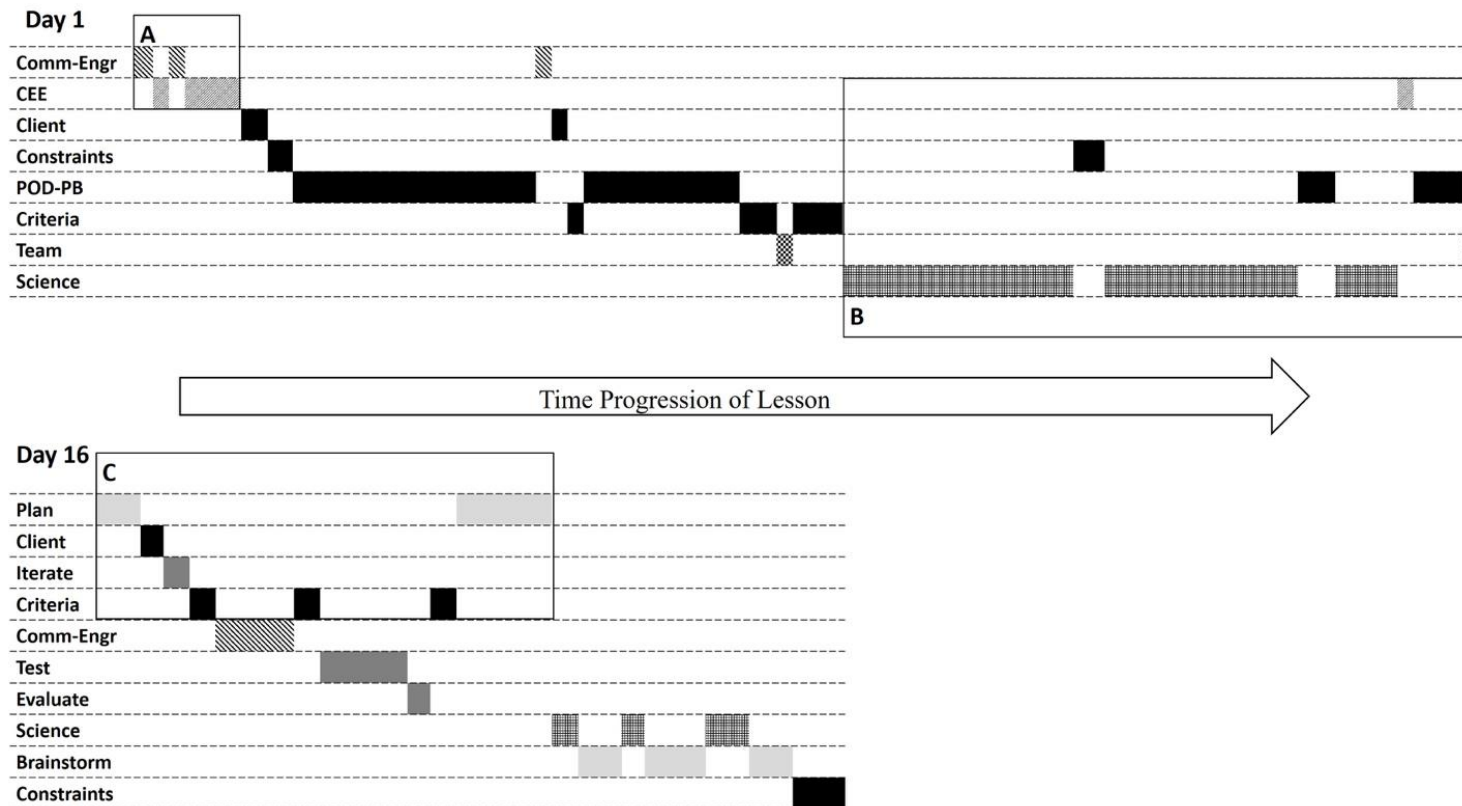 Day 1
A
Comm-Engr
CEE
Client
Constraints
POD-PB
Criteria
Team
Science
B
Time Progression of Lesson
Day 16
C
Plan
Client
Iterate
Criteria
Comm-Engr
Test
Evaluate
Science
Brainstorm
Constraints